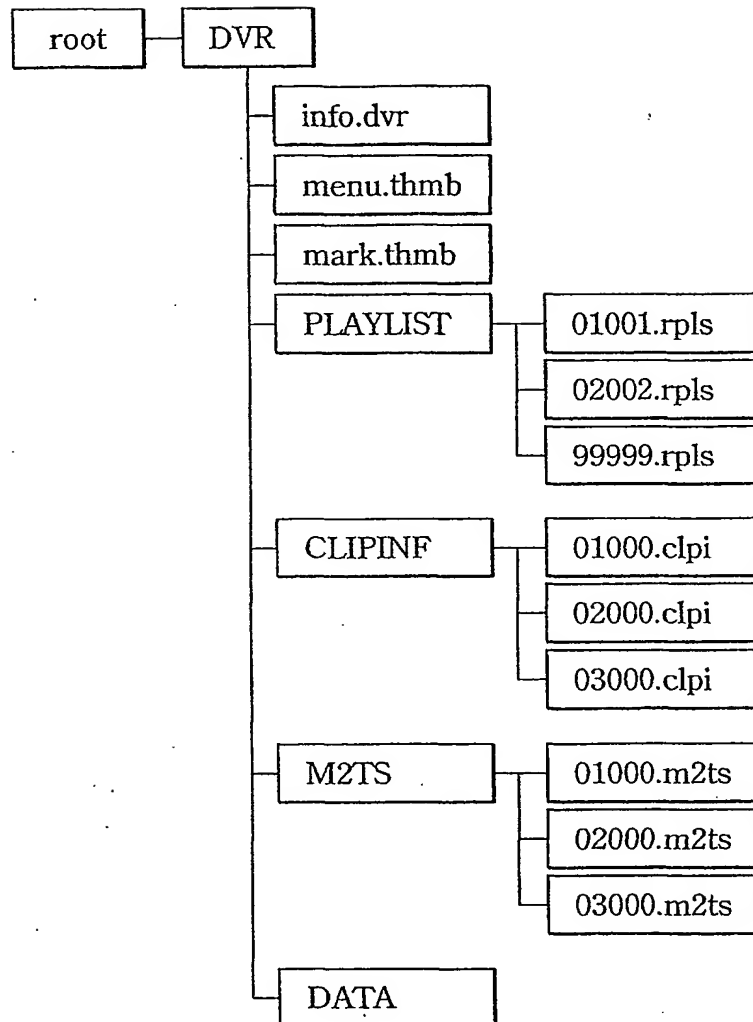 root DVR
info.dvr
menu.thmb
mark.thmb
PLAYLIST 01001.rpls
02002.rpls
99999.rpls
CLIPINF 01000.clpi
02000.clpi
03000.clpi
M2TS 01000.m2ts
02000.m2ts
03000.m2ts
DATA